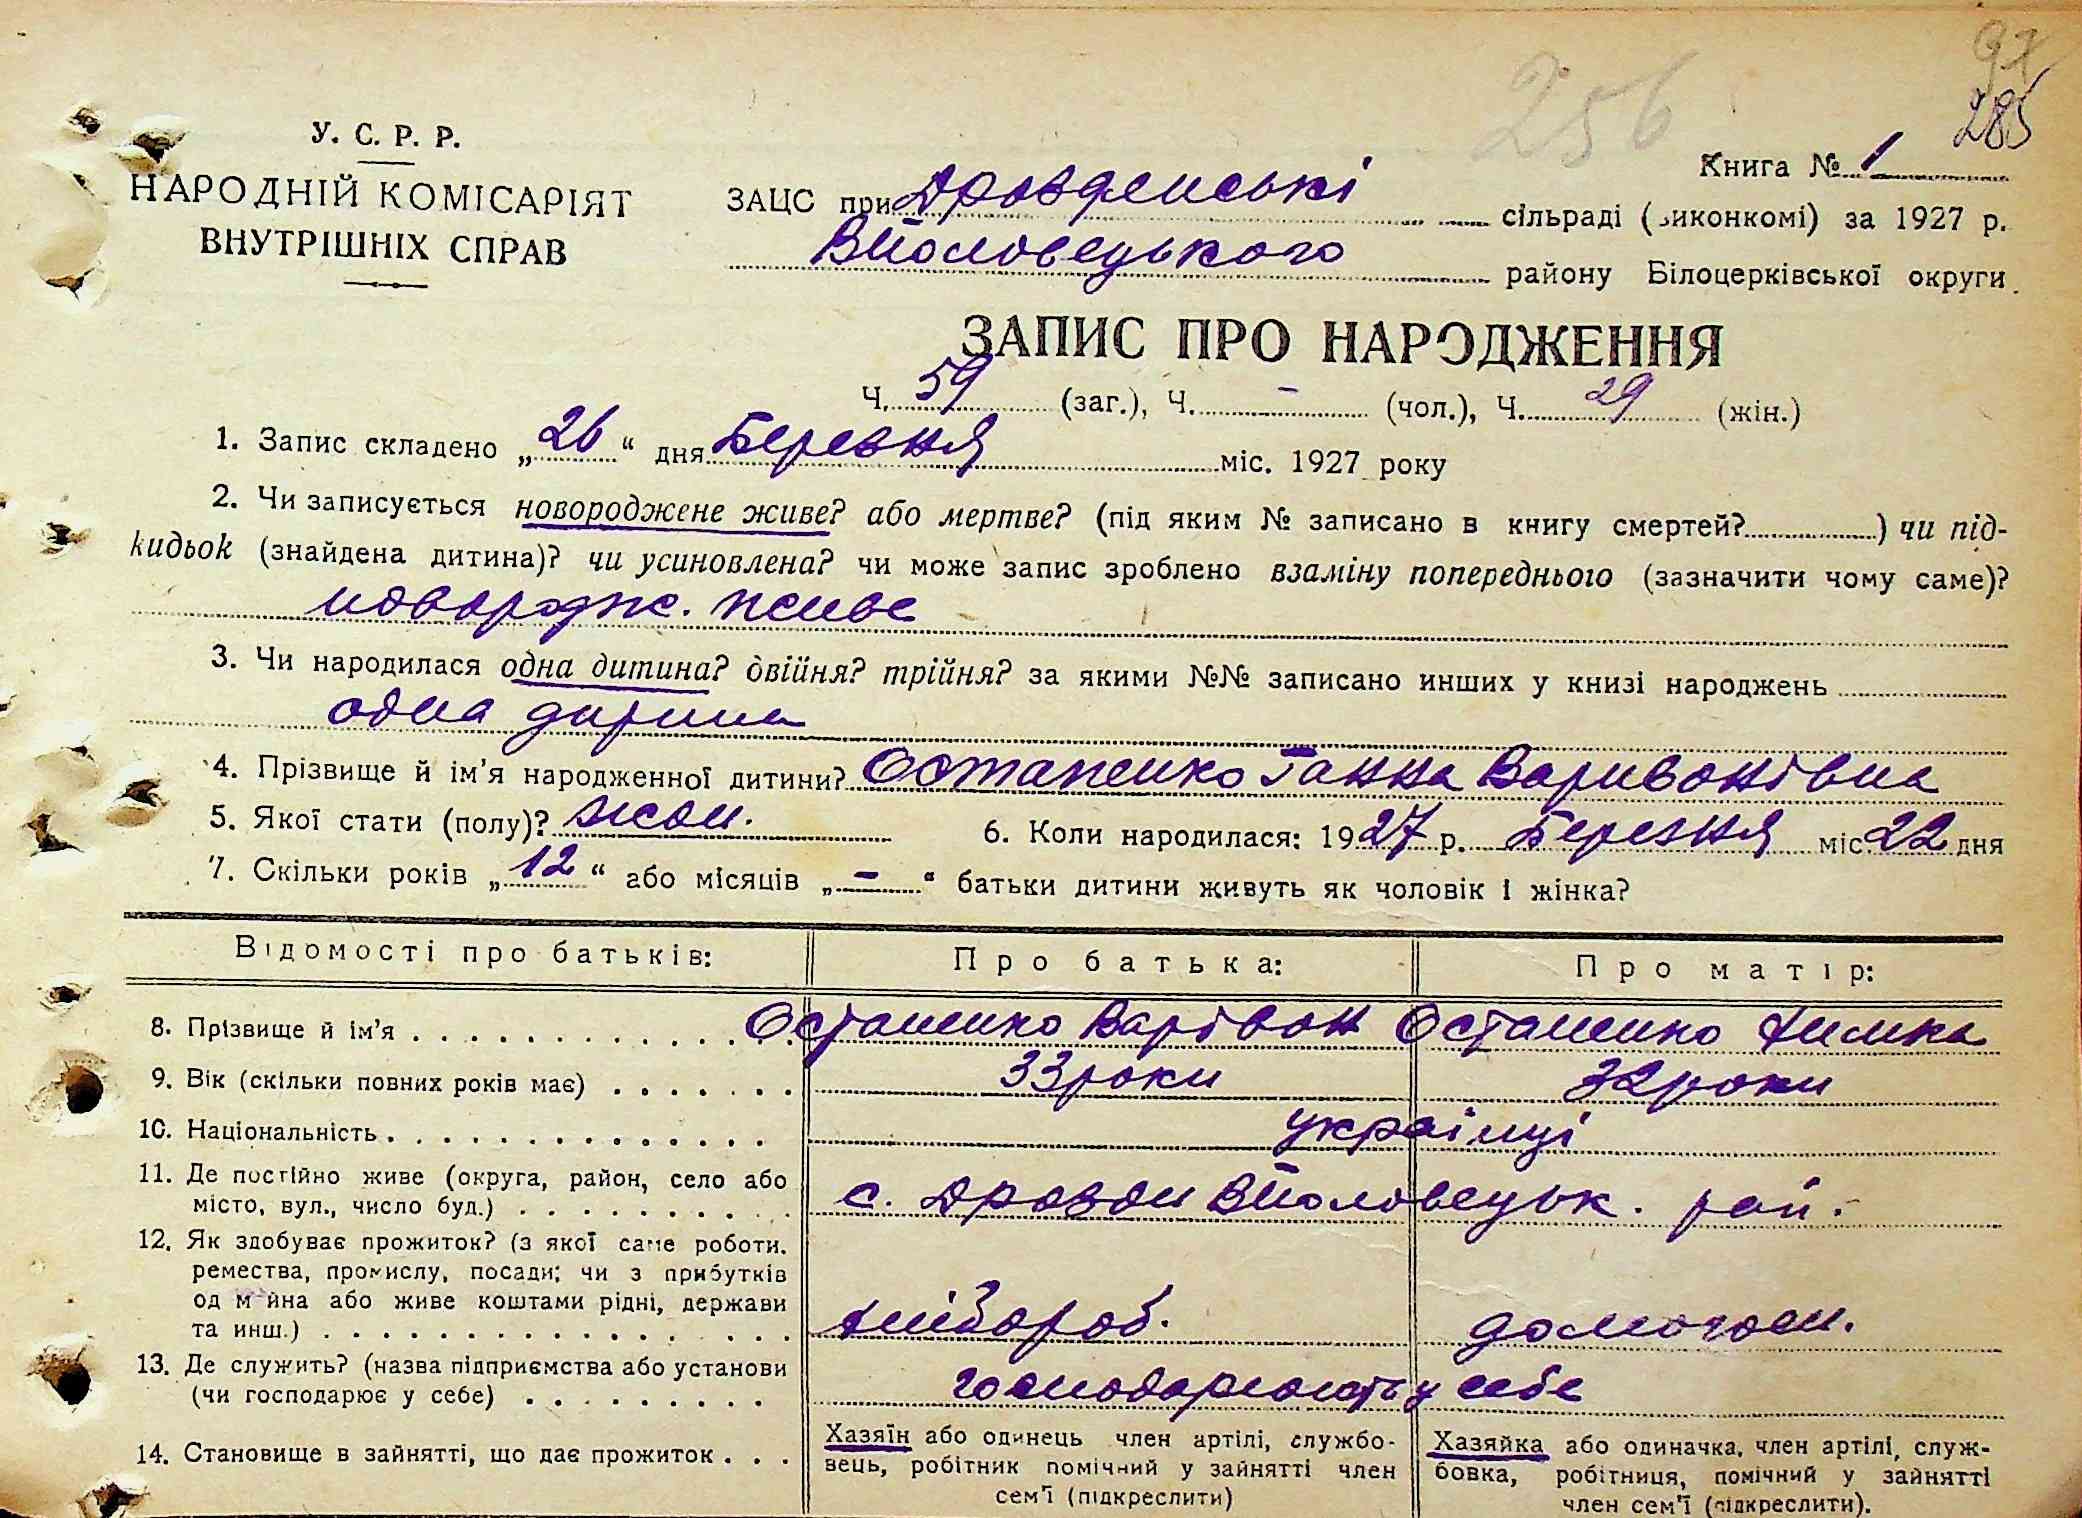 97
256
285
У. С. Р. Р.
НАРОДНІЙ КОМІСАРІЯТ
ВНУТРІШНІХ СПРАВ
Книга № 1
ЗАЦС при Дроздянські сільраді (виконкомі) за 1927 р.
району Білоцерківської округи.
ЗАПИС ПРО НАРОДЖЕННЯ
Ч. 59 (заг.), Ч. – (чол.), Ч. 29 (жін.)
1. Запис складено „26“ дня Березня міс. 1927 року
2. Чи записується новороджене живе? або мертве? (під яким № записано в книгу смертей?) чи під-
кидьок (знайдена дитина)? чи усиновлена? чи може запис зроблено взаміну попереднього (зазначити чому саме)?
новородж. живе
3. Чи народилася одна дитина? двійня? трійня? за якими №№ записано инших у книзі народжень
одна дитина
4. Прізвище й ім'я народженної дитини? Остапенко Ганна Варивонівна
5. Якої стати (полу)? жін. 6. Коли народилася: 1927 р. Березня міс. 22 дня
7. Скільки років „12“ або місяців „–“ батьки дитини живуть як чоловік і жінка?
Відомості про батьків: Про батька: Про матір:
8. Прізвище й ім'я . . . . . . . . . . . . . Остапенко Варівон Остапенко
9. Вік (скільки повних років має) . . . . . . . 33 роки 32 роки
10. Національність . . . . . . . . . . . . . . українці
11. Де постійно живе (округа, район, село або
місто, вул., число буд.) . . . . . . . . . . с. Дрозди рай.
12. Як здобуває прожиток? (з якої саме роботи,
ремества, промислу, посади; чи з прибутків
од майна або живе коштами рідні, держави
та инш.) . . . . . . . . . . . . . . . . хлібороб. домогосп.
13. Де служить? (назва підприємства або установи
(чи господарює у себе) . . . . . . . . . господарюють у себе
14. Становище в зайнятті, що дає прожиток . . .
Хазяїн або одинець член артілі, службо-
вець, робітник помічний у зайнятті член
сем'ї (підкреслити)
Хазяйка або одиначка, член артілі, служ-
бовка, робітниця, помічний у зайнятті
член сем'ї (підкреслити).